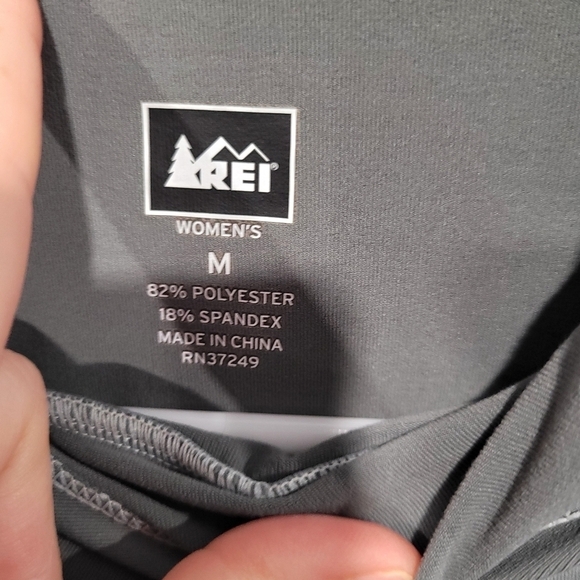 REI®
WOMEN'S
M
82% POLYESTER
18% SPANDEX
MADE IN CHINA
RN37249